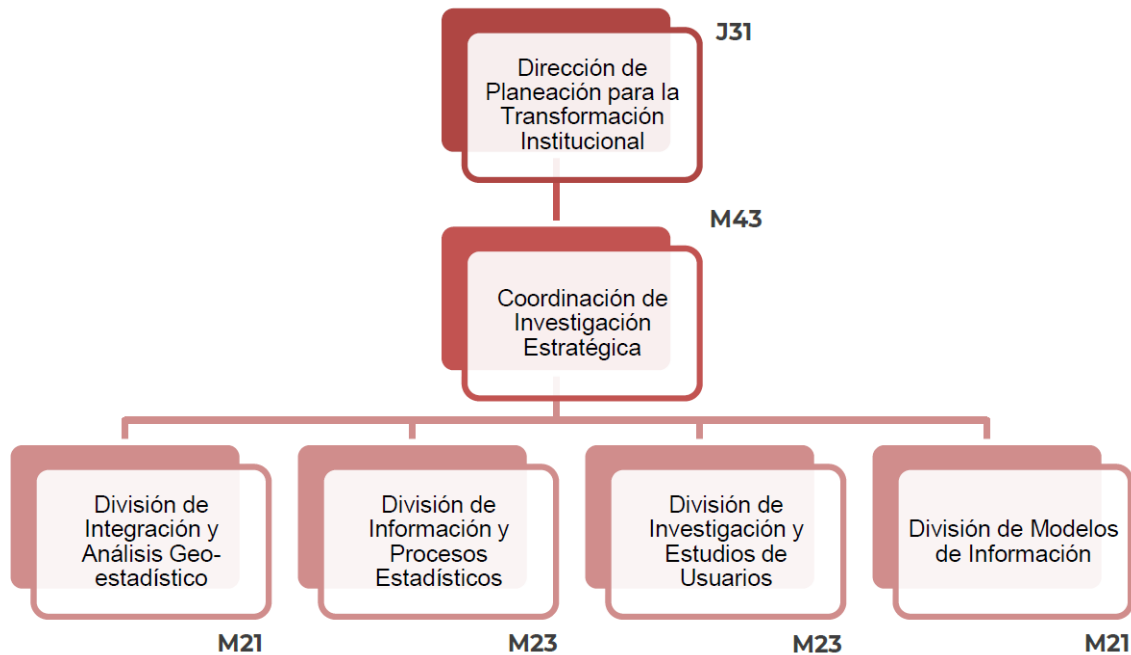 J31
Dirección de
Planeación para la
Transformación
Institucional
M43
Coordinación de
Investigación
Estratégica
División de
Integración y
Análisis Geo-
estadístico
M21
División de
Información y
Procesos
Estadísticos
M23
División de
Investigación y
Estudios de
Usuarios
M23
División de Modelos
de Información
M21